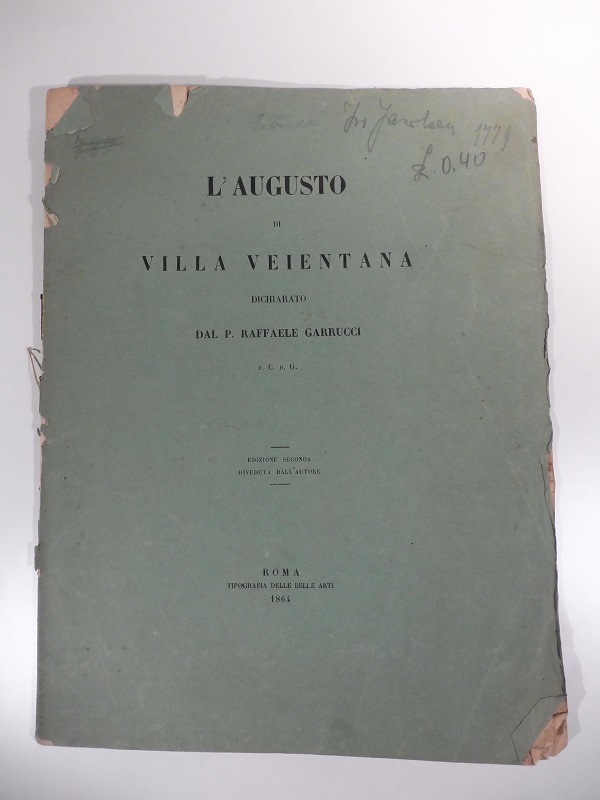 1779
£ 0.40
L'AUGUSTO
DI
VILLA VEIENTANA
DICHIARATO
DAL P. RAFFAELE GARRUCCI
D. C. D. G.
EDIZIONE SECONDA
RIVEDUTA DALL'AUTORE
ROMA
TIPOGRAFIA DELLE BELLE ARTI
1864